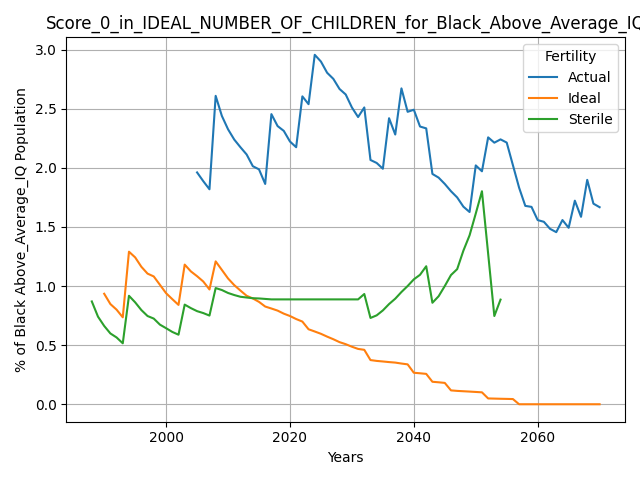 Score_0_in_IDEAL_NUMBER_OF_CHILDREN_for_Black_Above_Average_IQ
Fertility
Actual
Ideal
Sterile
% of Black Above_Average_IQ Population
3.0
2.5
2.0
1.5
1.0
0.5
0.0
2000
2020
2040
2060
Years